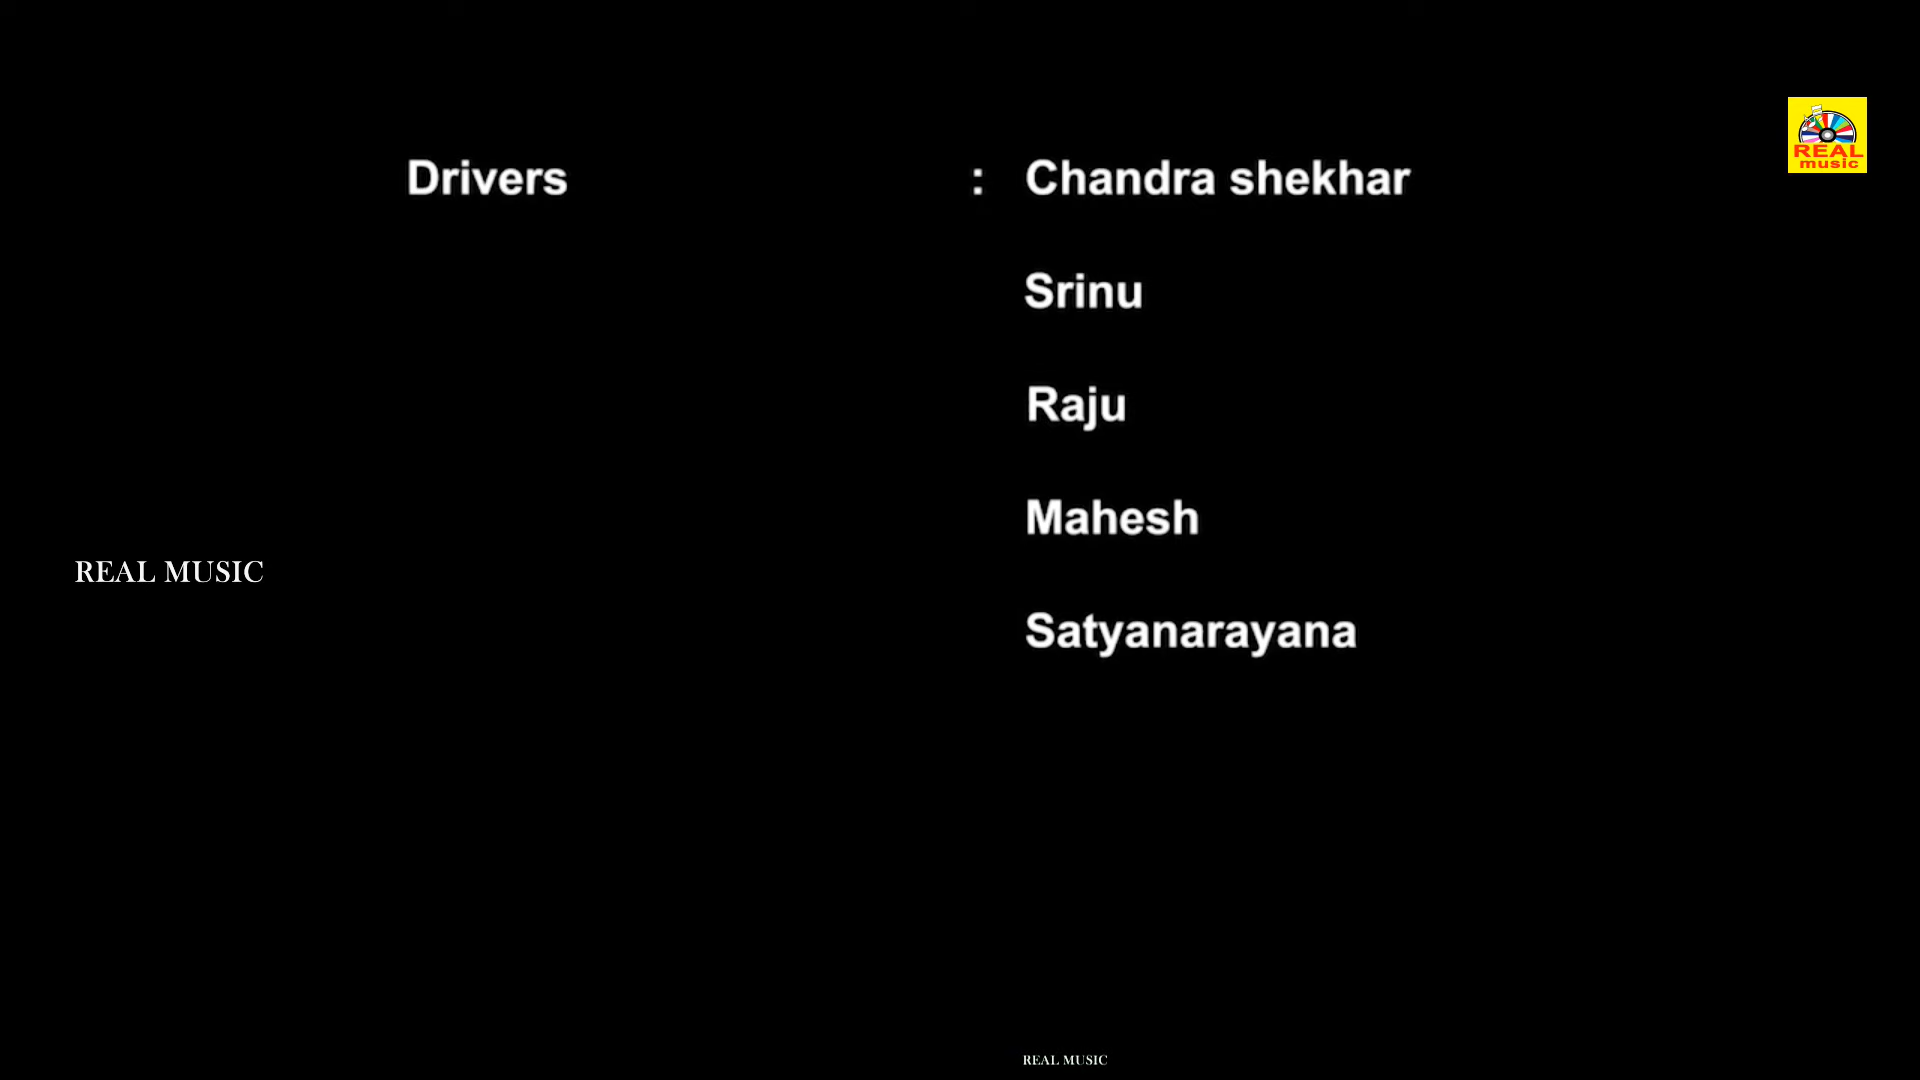 Drivers : Chandra shekhar
REAL
music
Srinu
Raju
Mahesh
REAL MUSIC
Satyanarayana
REAL MUSIC